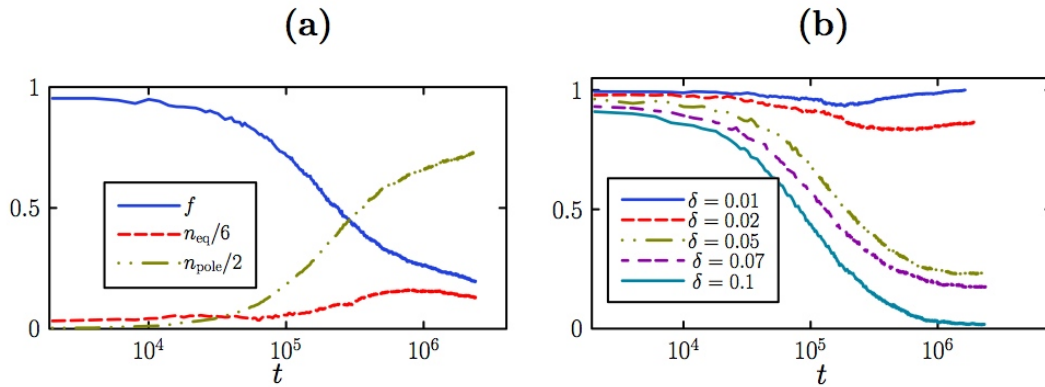 (a)
1
0.5
0
f
n_eq/6
n_pole/2
10^4
10^5
10^6
t
(b)
1
0.5
0
δ = 0.01
δ = 0.02
δ = 0.05
δ = 0.07
δ = 0.1
10^4
10^5
10^6
t